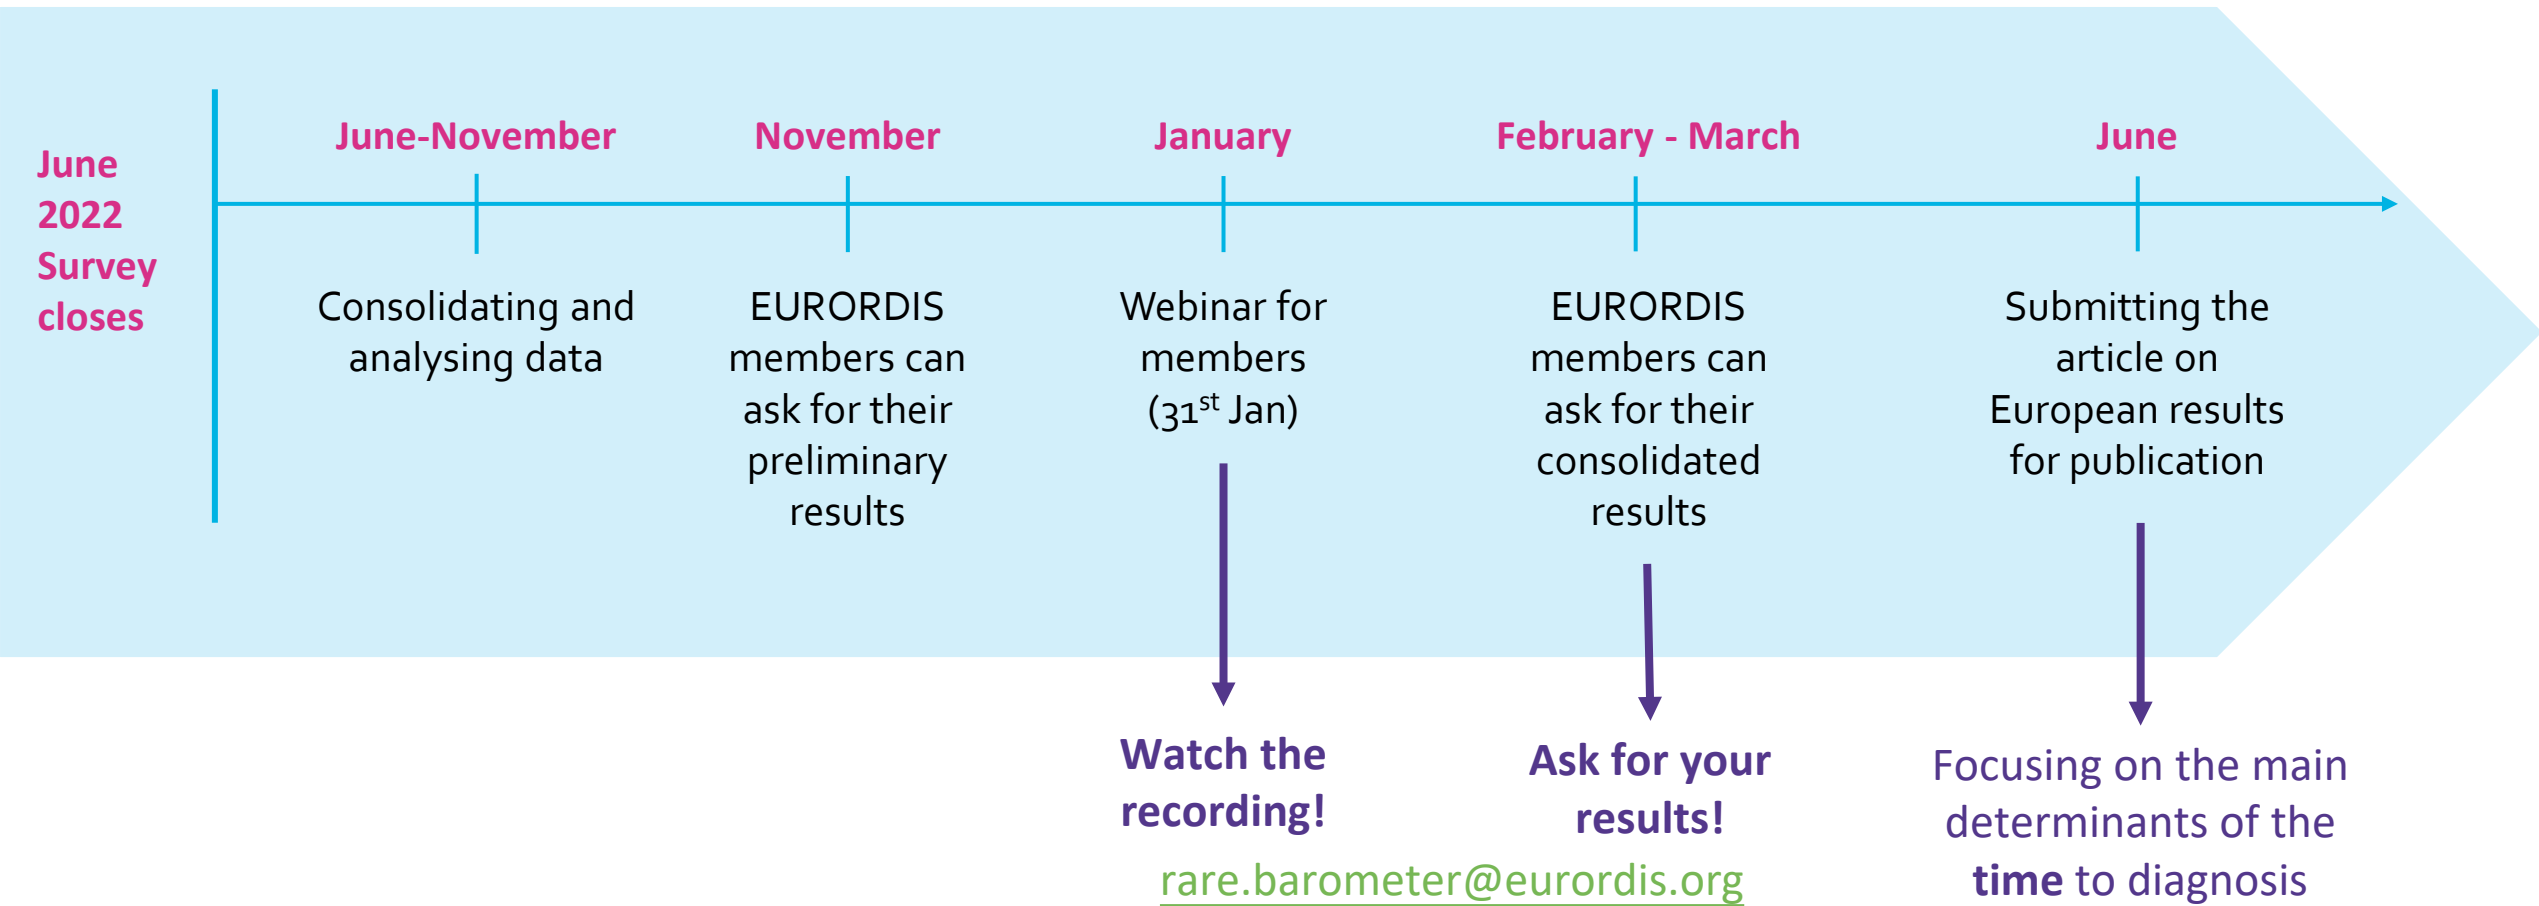 June
2022
Survey
closes
June-November
Consolidating and
analysing data
November
EURORDIS
members can
ask for their
preliminary
results
January
Webinar for
members
(31st Jan)
Watch the
recording!
February - March
EURORDIS
members can
ask for their
consolidated
results
Ask for your
results!
rare.barometer@eurordis.org
June
Submitting the
article on
European results
for publication
Focusing on the main
determinants of the
time to diagnosis